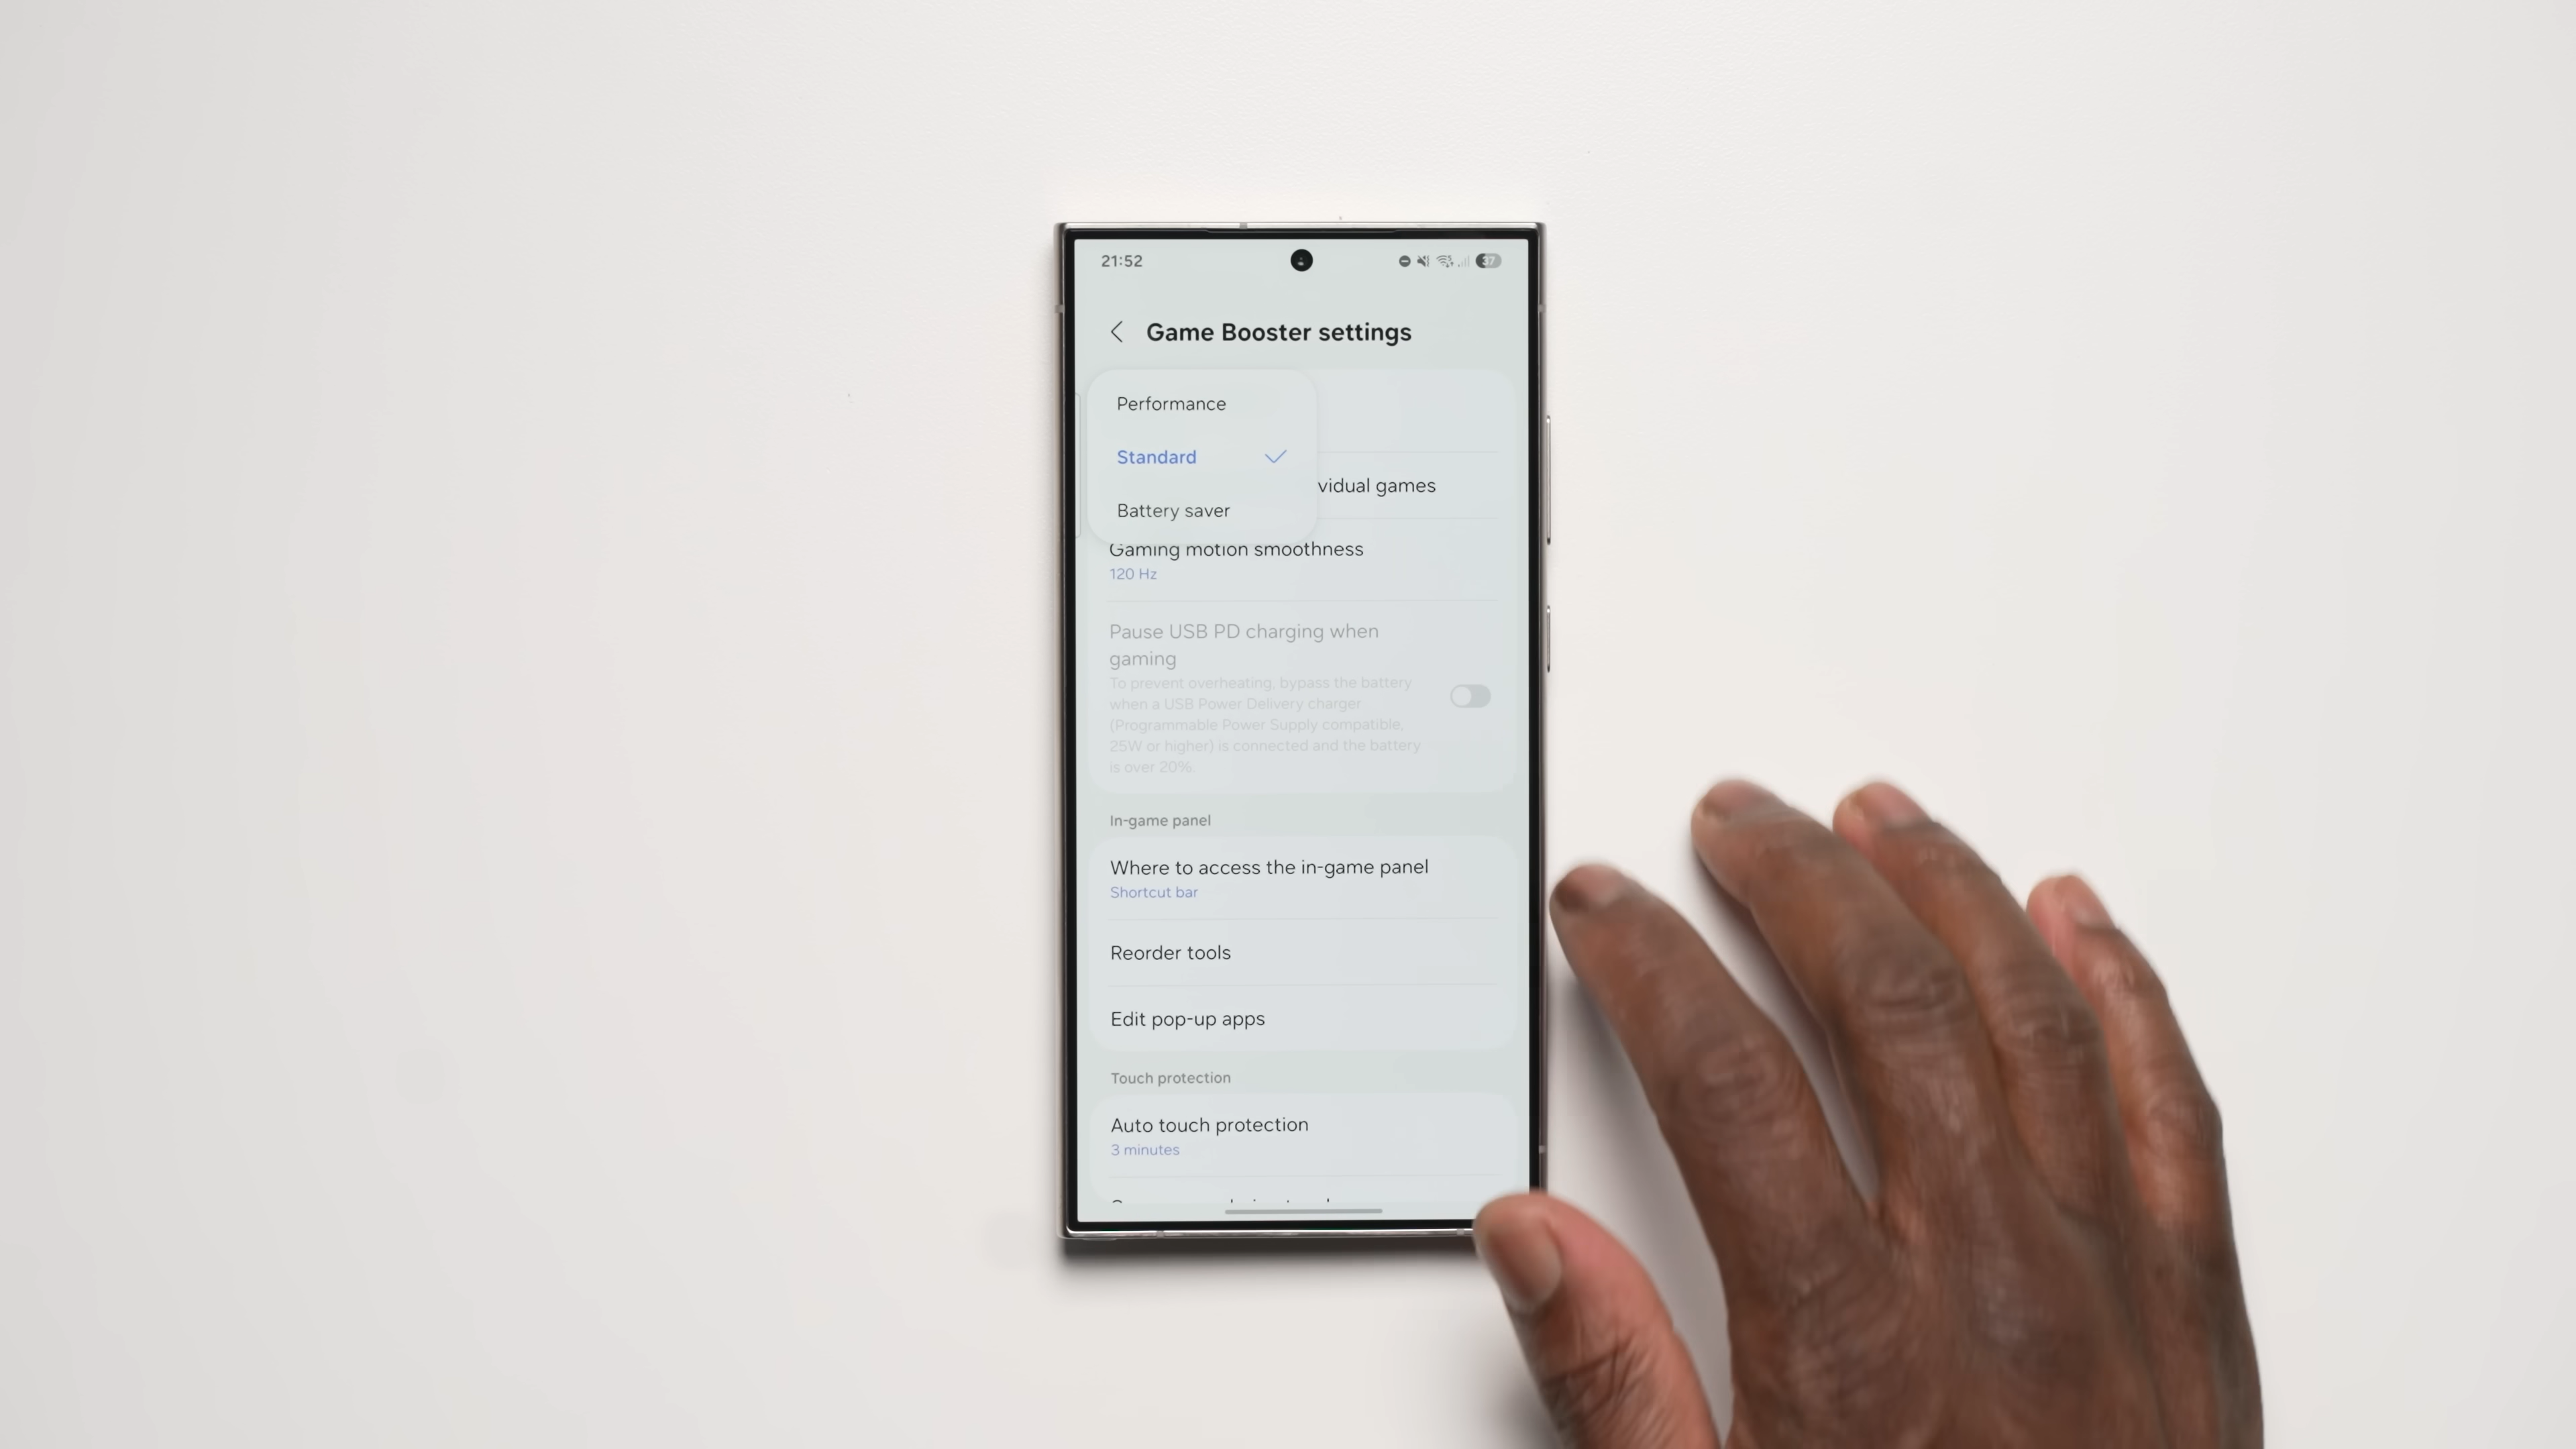 21:52
37
Game Booster settings
Performance
Standard
vidual games
Battery saver
Gaming motion smoothness
120 Hz
Pause USB PD charging when
gaming
To prevent overheating, bypass the battery
when a USB Power Delivery charger
(Programmable Power Supply compatible,
25W or higher) is connected and the battery
is over 20%.
In-game panel
Where to access the in-game panel
Shortcut bar
Reorder tools
Edit pop-up apps
Touch protection
Auto touch protection
3 minutes